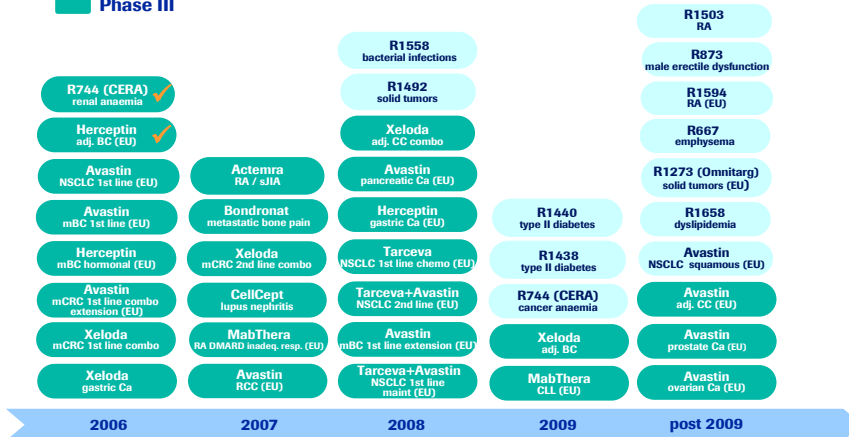 Phase III
R744 (CERA)
renal anaemia
Herceptin
adj. BC (EU)
Avastin
NSCLC 1st line (EU)
Avastin
mBC 1st line (EU)
Herceptin
mBC hormonal (EU)
Avastin
mCRC 1st line combo
extension (EU)
Xeloda
mCRC 1st line combo
Xeloda
gastric Ca
Actemra
RA / sJIA
Bondronat
metastatic bone pain
Xeloda
mCRC 2nd line combo
CellCept
lupus nephritis
MabThera
RA DMARD inadeq. resp. (EU)
Avastin
RCC (EU)
R1558
bacterial infections
R1492
solid tumors
Xeloda
adj. CC combo
Avastin
pancreatic Ca (EU)
Herceptin
gastric Ca (EU)
Tarceva
NSCLC 1st line chemo (EU)
Tarceva+Avastin
NSCLC 2nd line (EU)
Avastin
mBC 1st line extension (EU)
Tarceva+Avastin
NSCLC 1st line
maint (EU)
R1440
type II diabetes
R1438
type II diabetes
R744 (CERA)
cancer anaemia
Xeloda
adj. BC
MabThera
CLL (EU)
R1503
RA
R873
male erectile dysfunction
R1594
RA (EU)
R667
emphysema
R1273 (Omnitarg)
solid tumors (EU)
R1658
dyslipidemia
Avastin
NSCLC squamous (EU)
Avastin
adj. CC (EU)
Avastin
prostate Ca (EU)
Avastin
ovarian Ca (EU)
2006 2007 2008 2009 post 2009